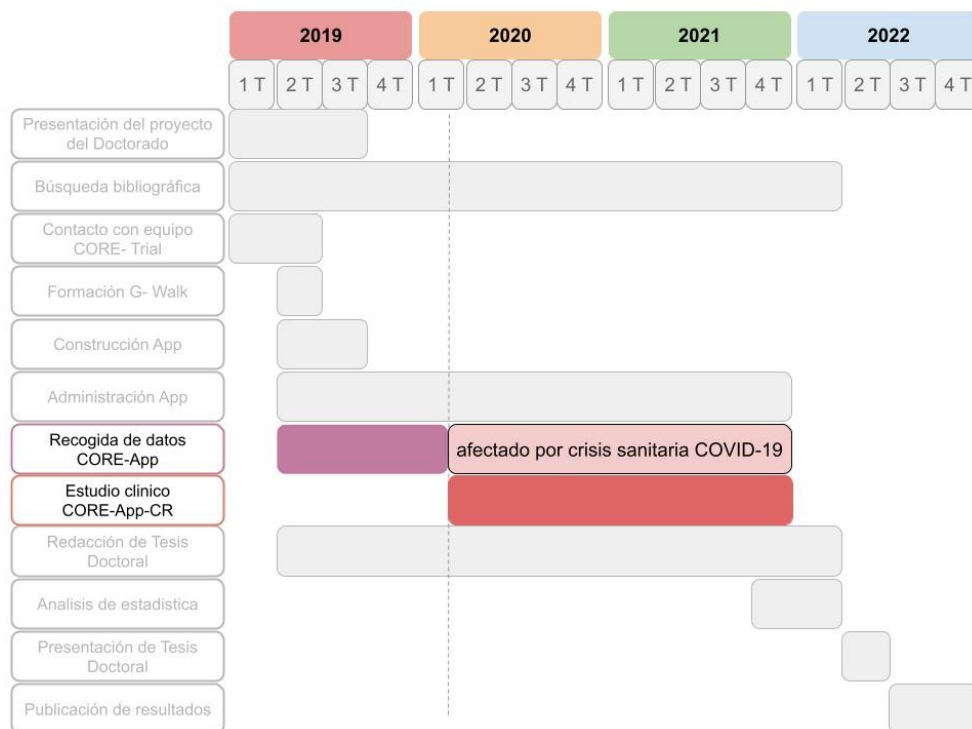 2019
2020
2021
2022
1 T
2 T
3 T
4 T
1 T
2 T
3 T
4 T
1 T
2 T
3 T
4 T
1 T
2 T
3 T
4 T
Presentación del proyecto
del Doctorado
Búsqueda bibliográfica
Contacto con equipo
CORE- Trial
Formación G- Walk
Construcción App
Administración App
Recogida de datos
CORE-App
afectado por crisis sanitaria COVID-19
Estudio clinico
CORE-App-CR
Redacción de Tesis
Doctoral
Analisis de estadística
Presentación de Tesis
Doctoral
Publicación de resultados